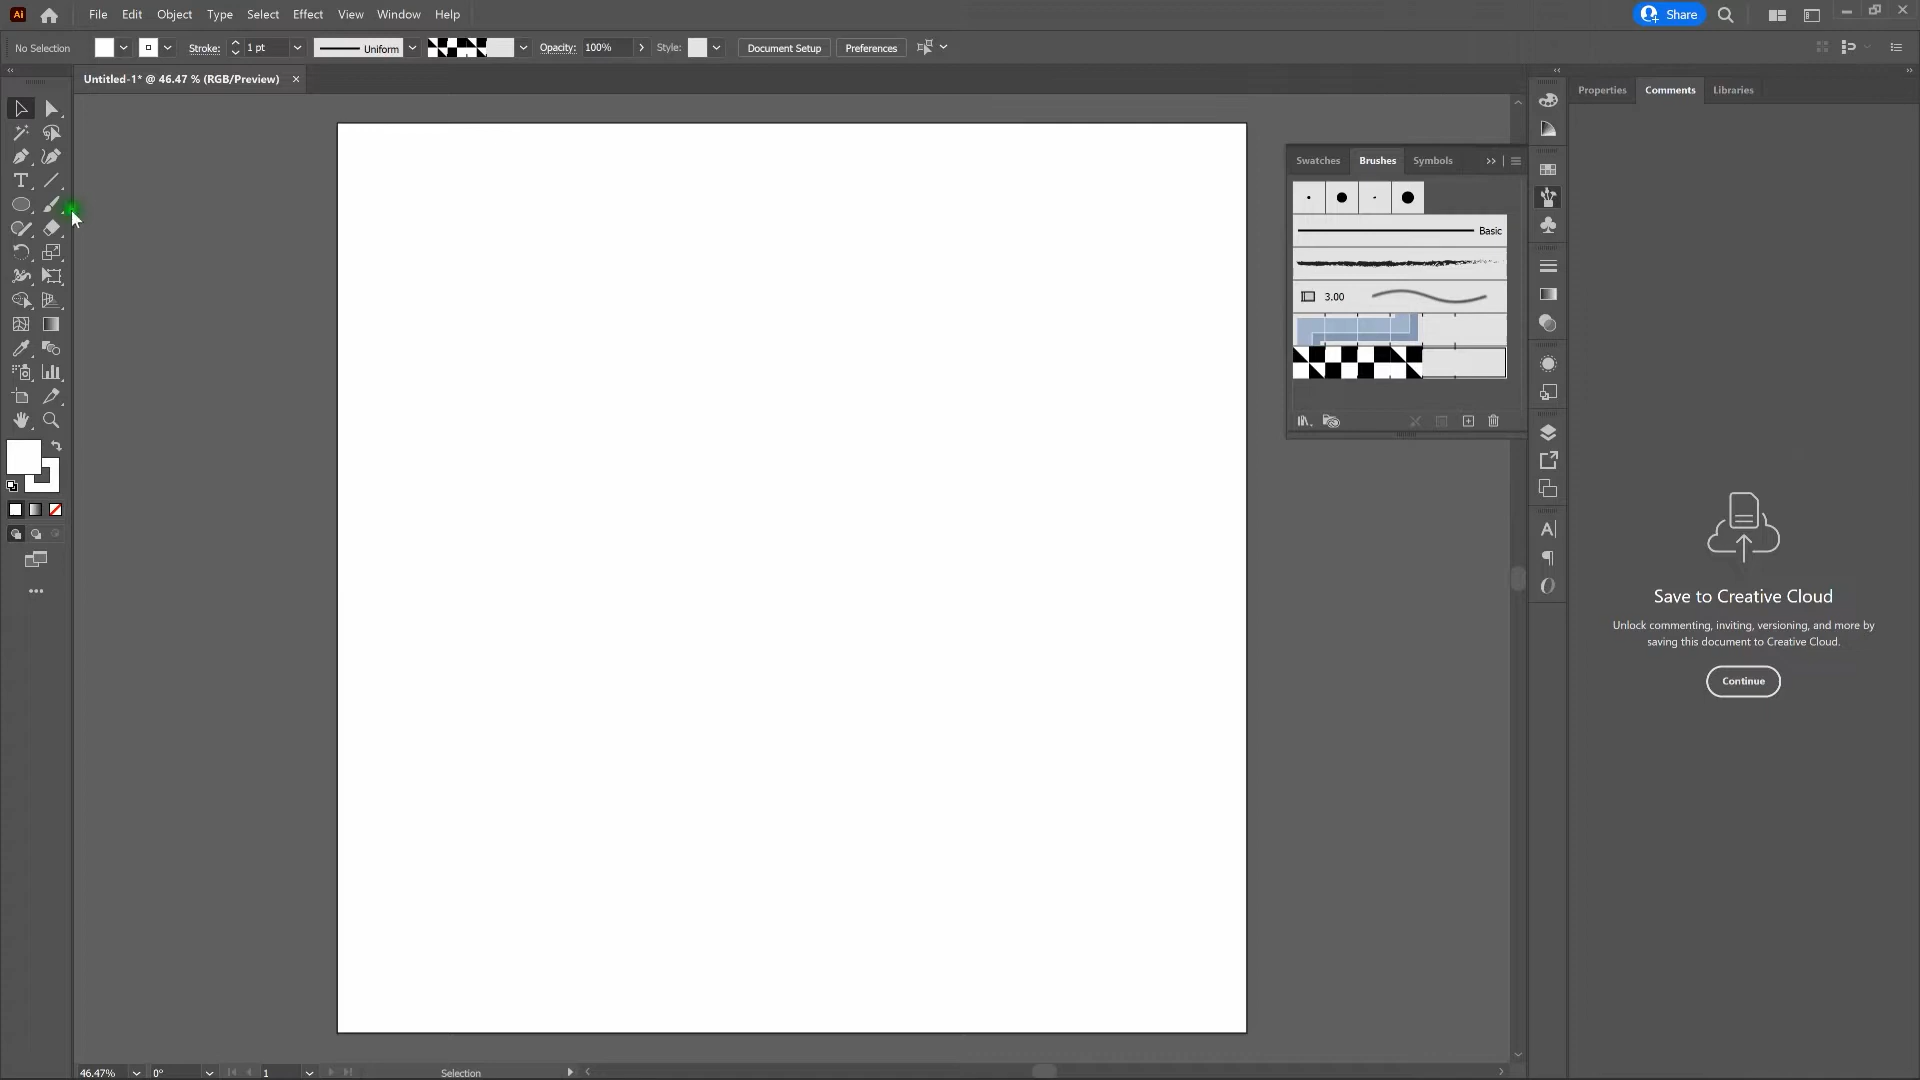 Ai File Edit Object Type Select Effect View Window Help Share
No Selection Stroke: 1 pt Uniform Opacity: 100% Style: Document Setup Preferences
Untitled-1* @ 46.47 % (RGB/Preview) ×
Properties Comments Libraries
Swatches Brushes Symbols
Basic
3.00
Save to Creative Cloud
Unlock commenting, inviting, versioning, and more by
saving this document to Creative Cloud.
Continue
46.47% 0° 1 Selection